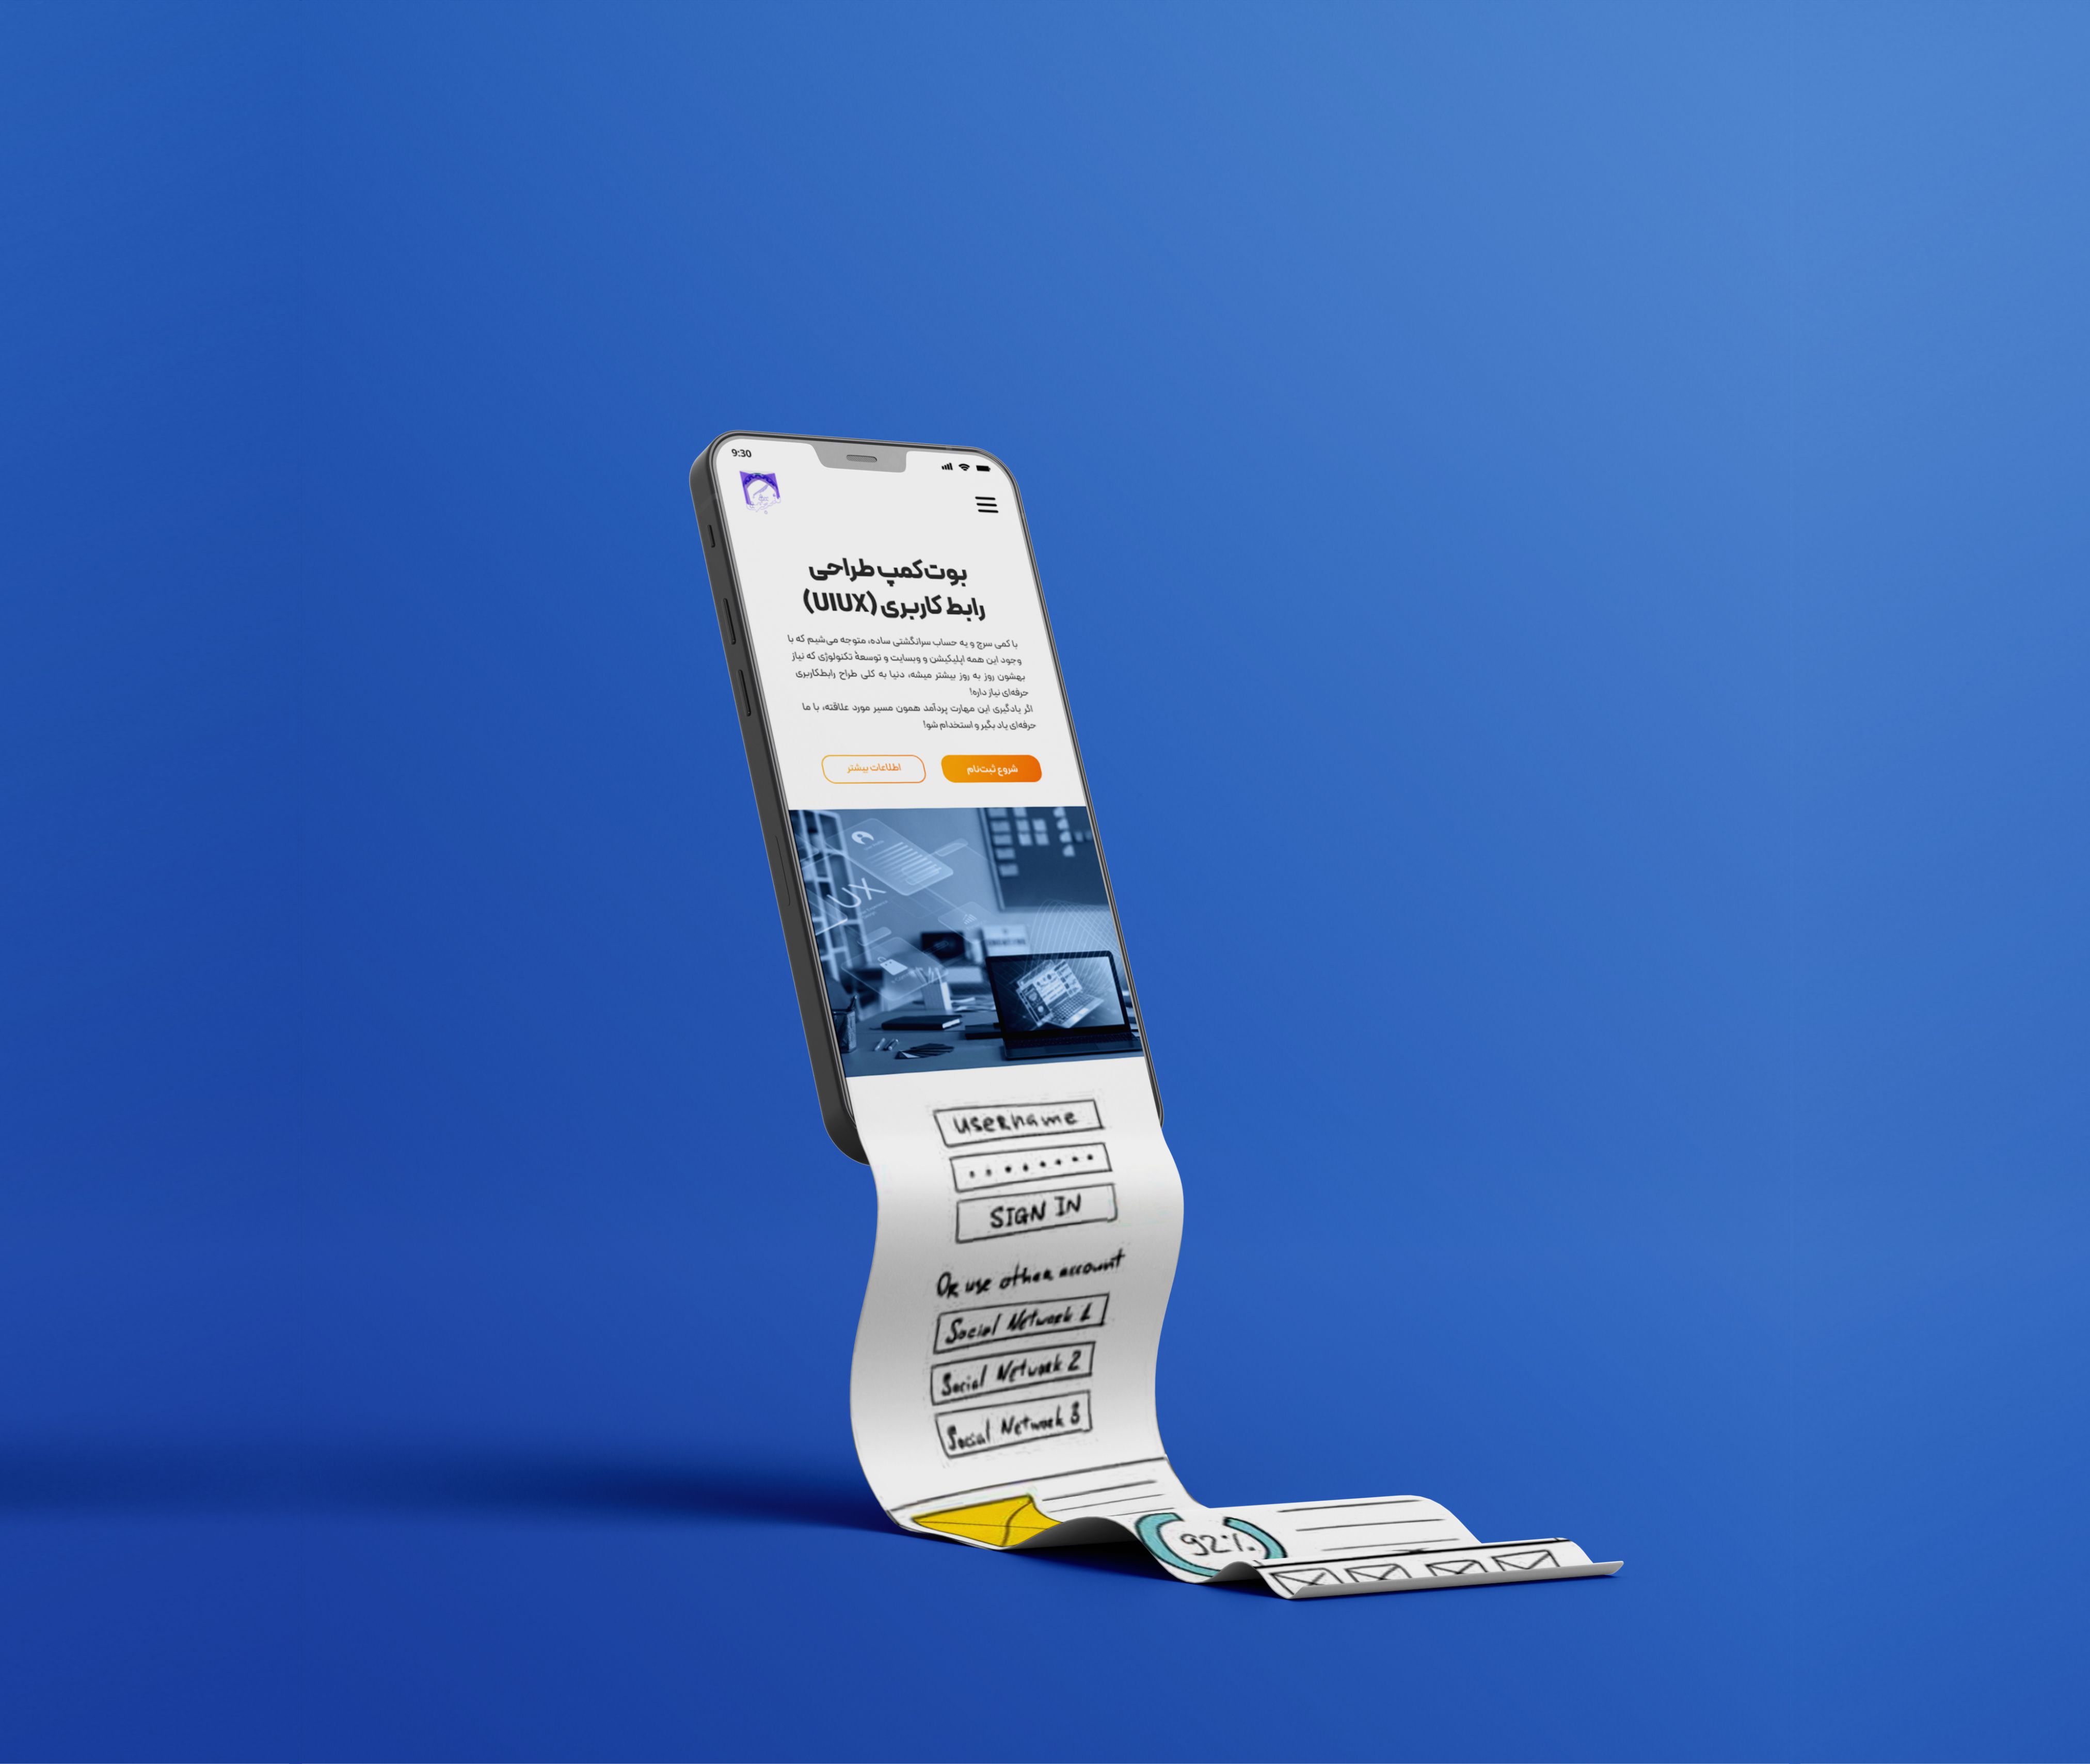 9:30
بوت‌کمپ طراحی
رابط کاربری (UIUX)
با کمی سرچ و یه حساب سرانگشتی ساده، متوجه می‌شیم که با
وجود این همه اپلیکیشن و وبسایت و توسعهٔ تکنولوژی که نیاز
بهشون روز به روز بیشتر میشه، دنیا به کلی طراح رابط‌کاربری
حرفه‌ای نیاز داره!
اگر یادگیری این مهارت پردرآمد همون مسیر مورد علاقته، با ما
حرفه‌ای یاد بگیر و استخدام شو!
شروع ثبت‌نام
اطلاعات بیشتر
UX
username
SIGN IN
Or use other account
Social Network 1
Social Network 2
Social Network 3
92%